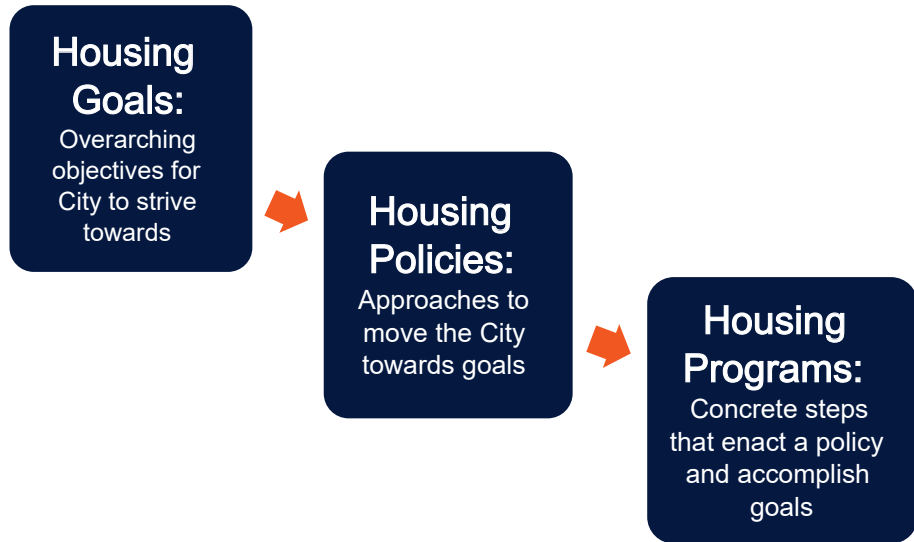 Housing
Goals:
Overarching
objectives for
City to strive
towards
Housing
Policies:
Approaches to
move the City
towards goals
Housing
Programs:
Concrete steps
that enact a policy
and accomplish
goals